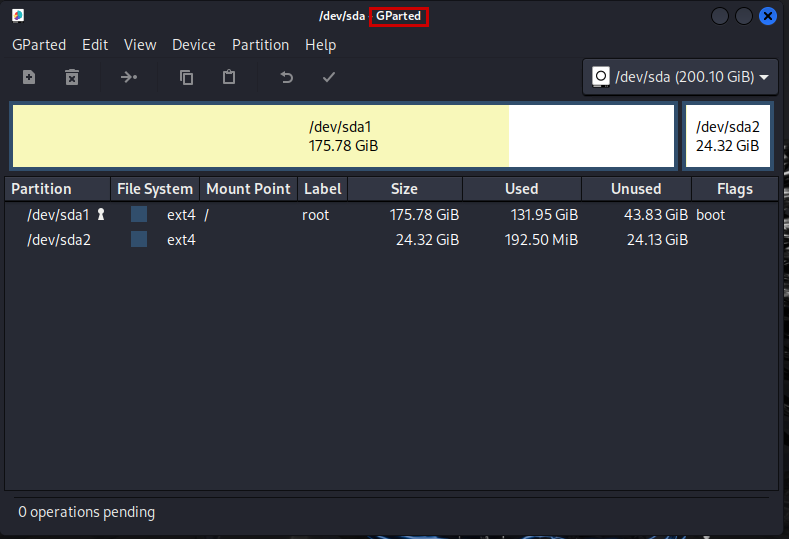 /dev/sda - GParted
GParted Edit View Device Partition Help
/dev/sda (200.10 GiB)
/dev/sda1
175.78 GiB
/dev/sda2
24.32 GiB
Partition File System Mount Point Label Size Used Unused Flags
/dev/sda1 ext4 / root 175.78 GiB 131.95 GiB 43.83 GiB boot
/dev/sda2 ext4 24.32 GiB 192.50 MiB 24.13 GiB
0 operations pending